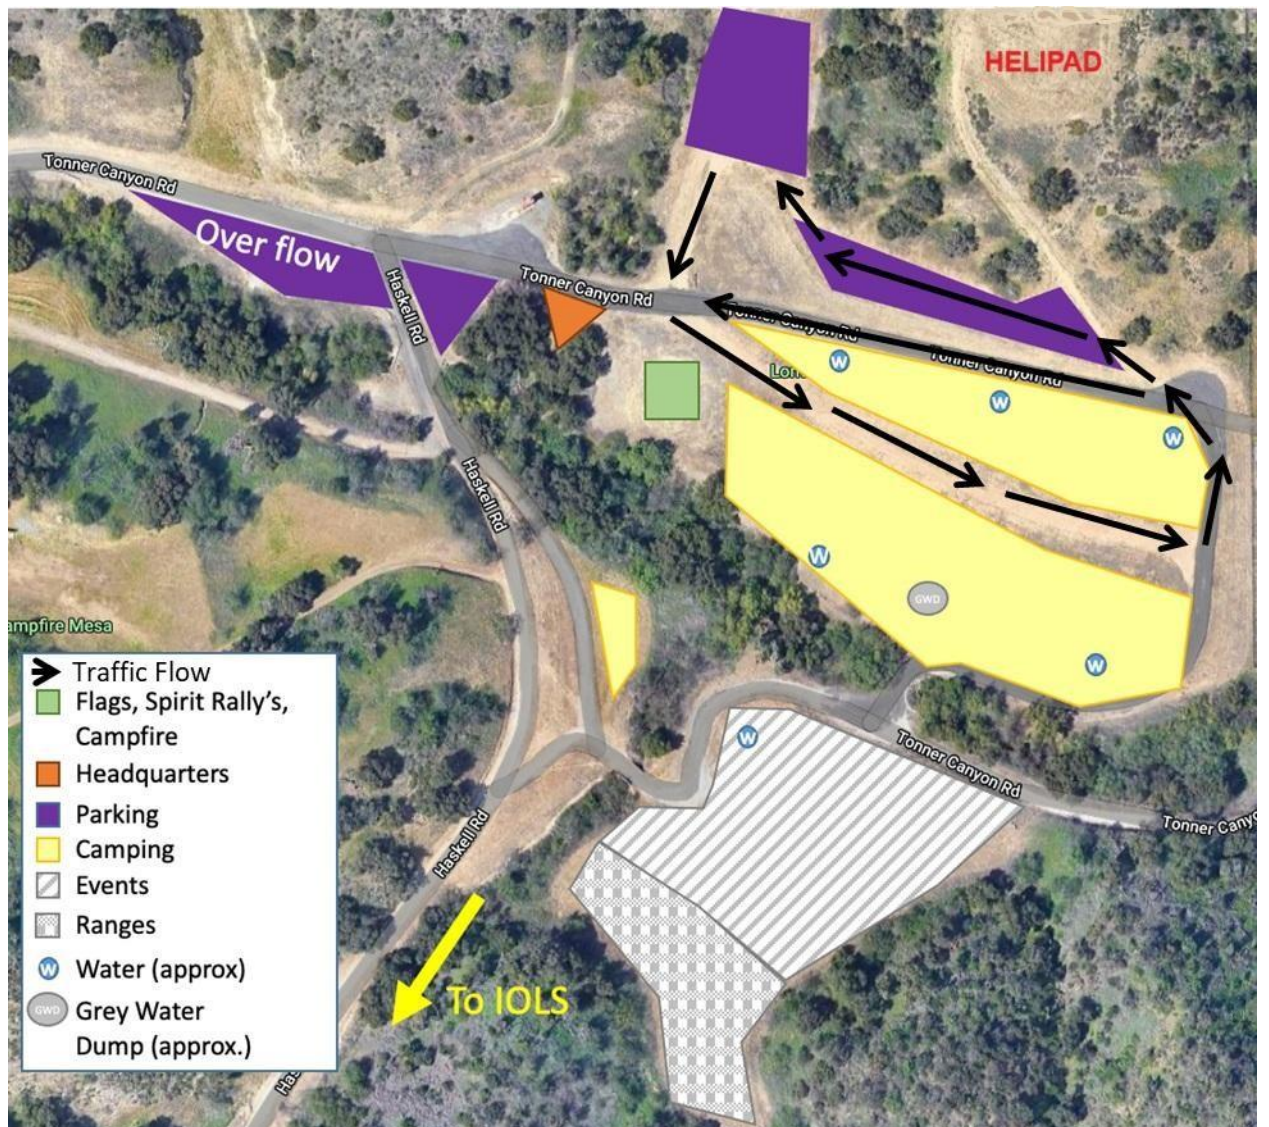 HELIPAD
Tonner Canyon Rd
Over flow
Haskell Rd
Tonner Canyon Rd
Tonner Canyon Rd
Tonner Canyon Rd
W
W
W
Haskell Rd
W
GWD
W
ampfire Mesa
W
Tonner Canyon Rd
Tonner Canyo
Haskell Rd
To IOLS
Has
Traffic Flow
Flags, Spirit Rally's,
Campfire
Headquarters
Parking
Camping
Events
Ranges
W Water (approx)
GWD Grey Water
Dump (approx.)